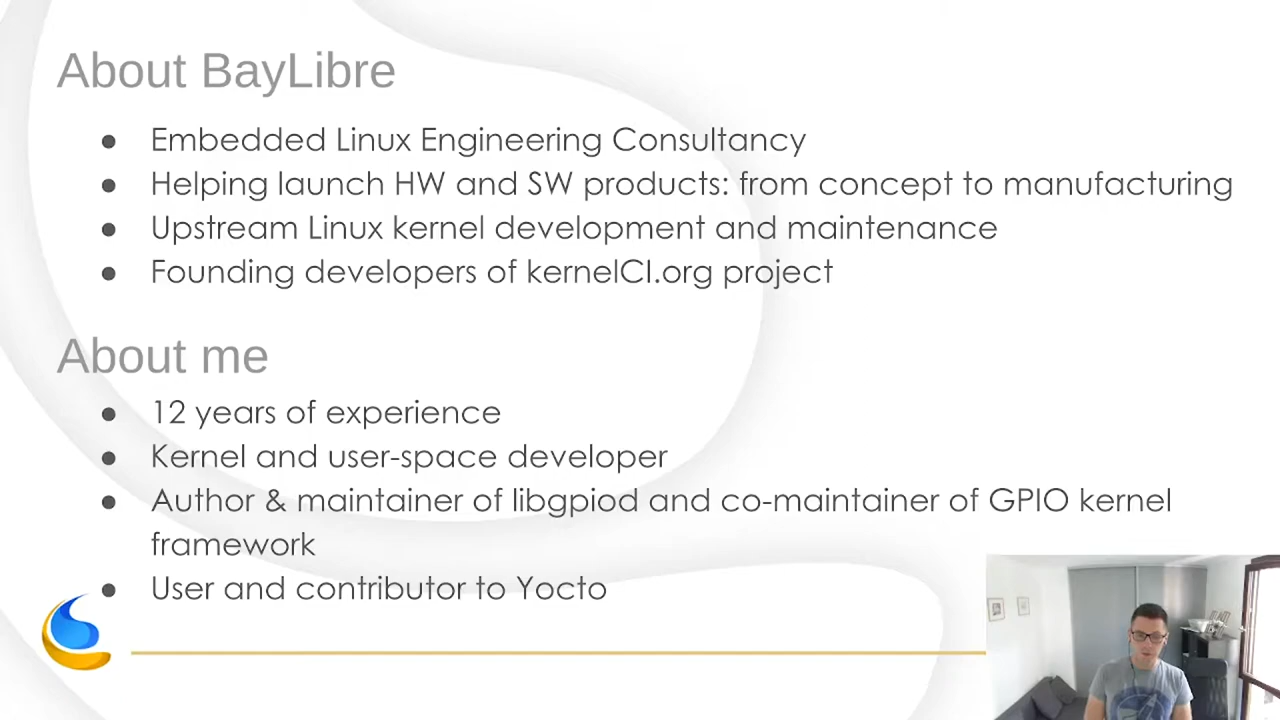 About BayLibre
● Embedded Linux Engineering Consultancy
● Helping launch HW and SW products: from concept to manufacturing
● Upstream Linux kernel development and maintenance
● Founding developers of kernelCI.org project
About me
● 12 years of experience
● Kernel and user-space developer
● Author & maintainer of libgpiod and co-maintainer of GPIO kernel
framework
● User and contributor to Yocto